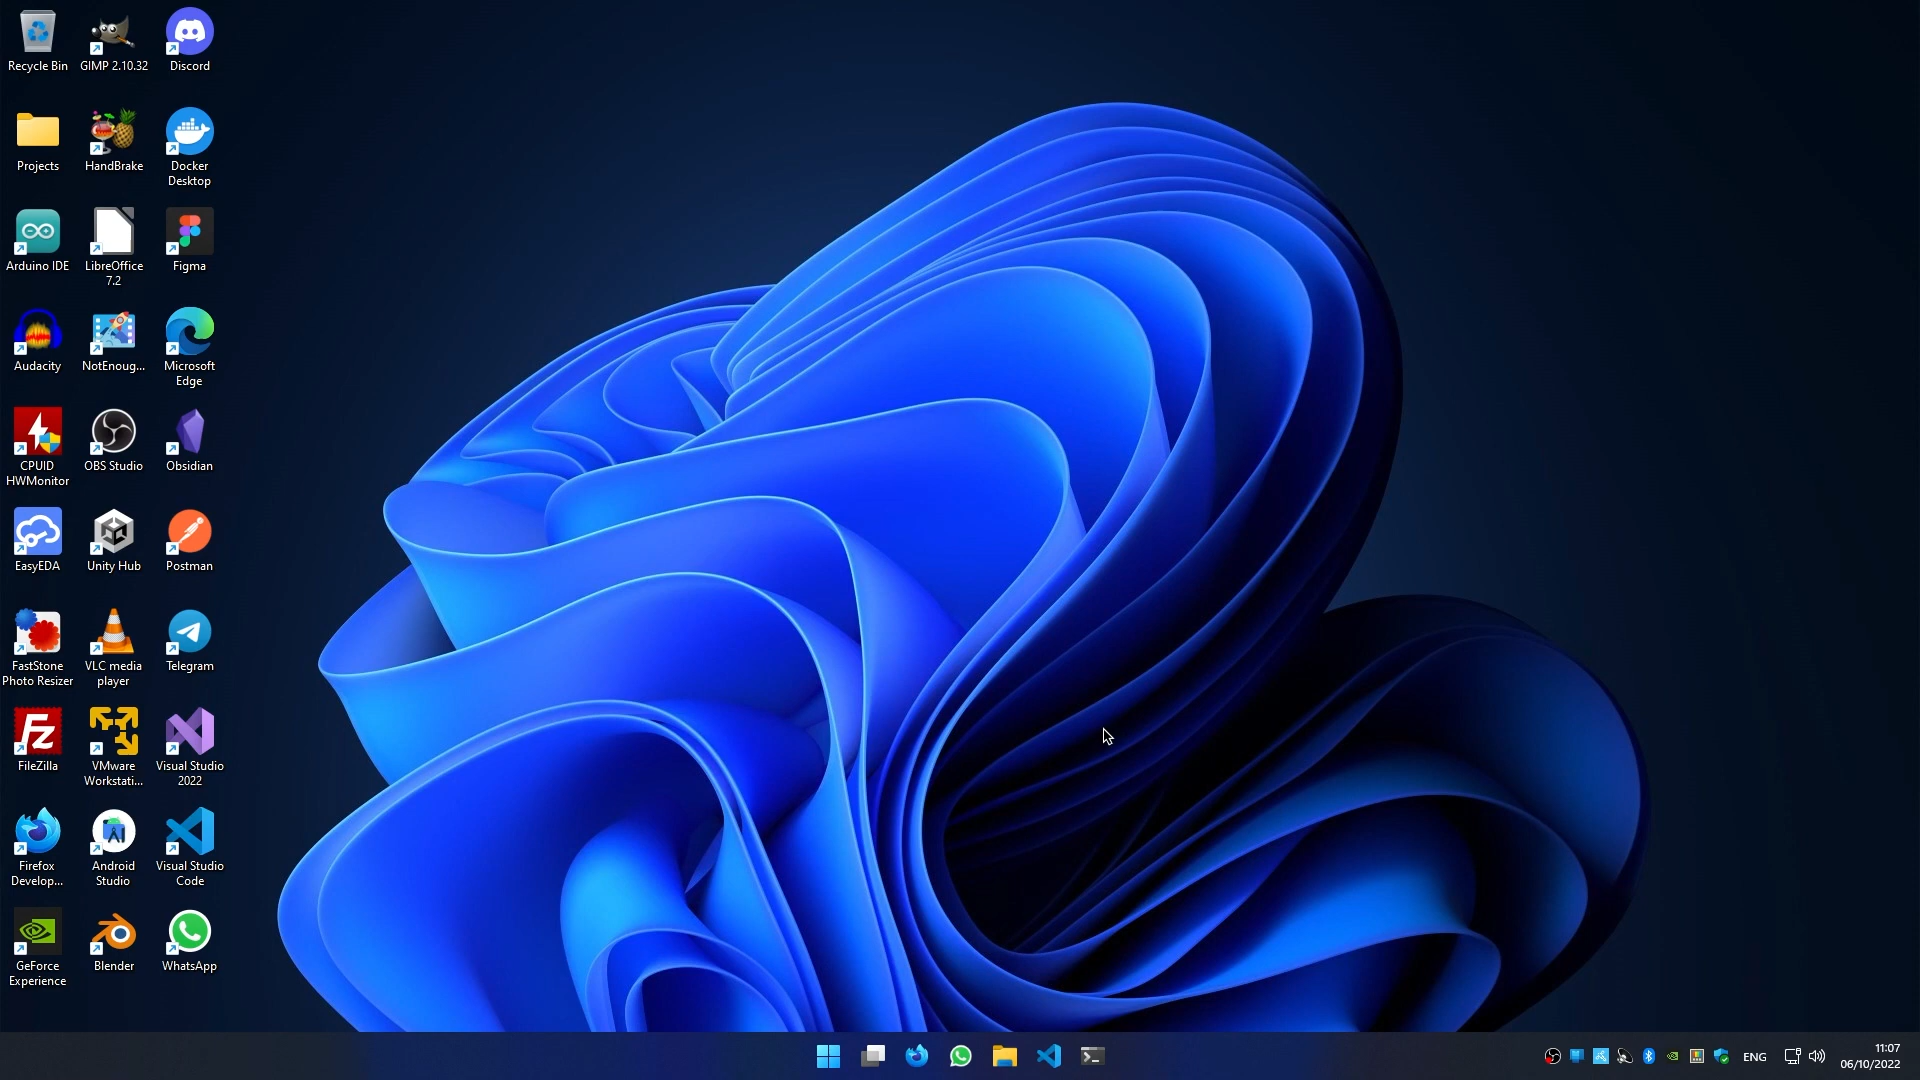 Recycle Bin
GIMP 2.10.32
Discord
Projects
HandBrake
Docker
Desktop
Arduino IDE
LibreOffice
7.2
Figma
Audacity
NotEnoug...
Microsoft
Edge
CPUID
HWMonitor
OBS Studio
Obsidian
EasyEDA
Unity Hub
Postman
FastStone
Photo Resizer
VLC media
player
Telegram
FileZilla
VMware
Workstati...
Visual Studio
2022
Firefox
Develop...
Android
Studio
Visual Studio
Code
GeForce
Experience
Blender
WhatsApp
ENG
11:07
06/10/2022